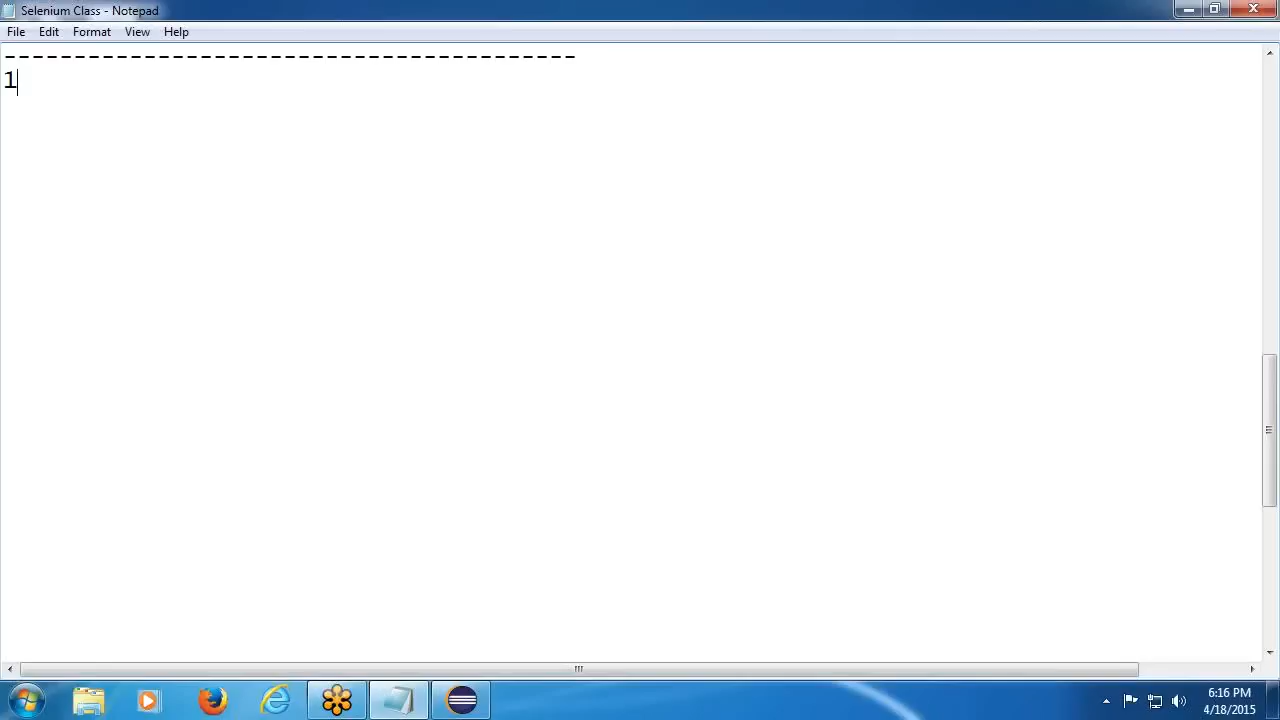 Selenium Class - Notepad
File Edit Format View Help
-----------------------------------------
1
6:16 PM
4/18/2015